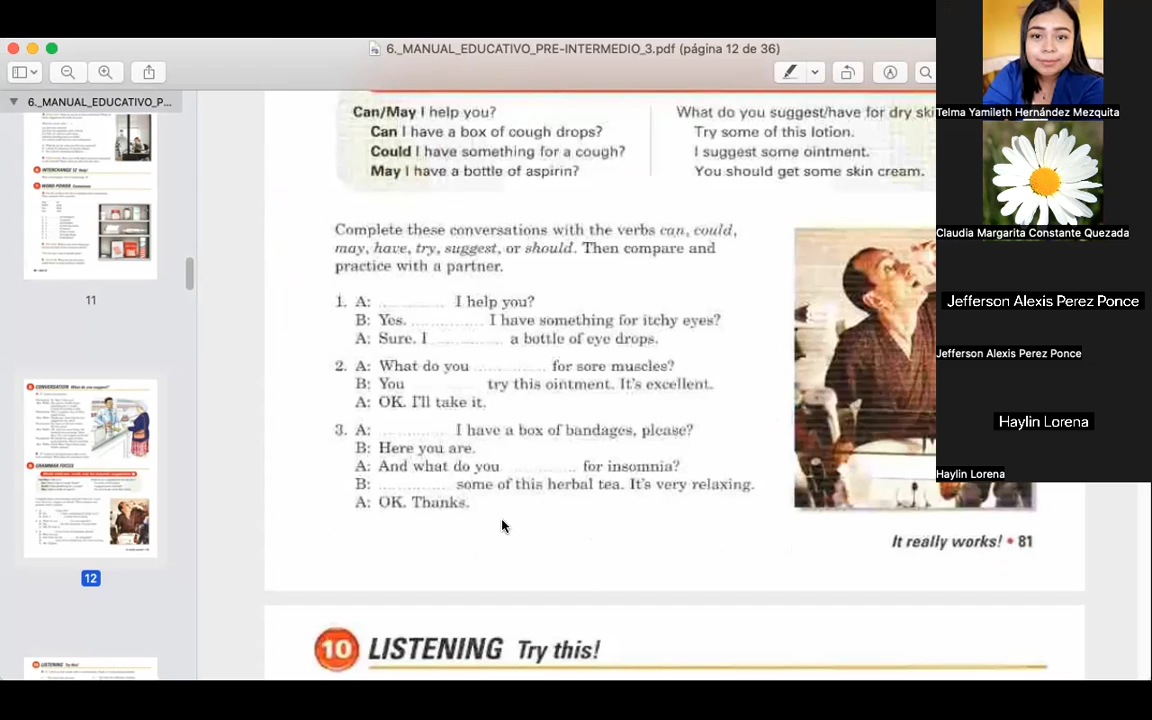 6._MANUAL_EDUCATIVO_PRE-INTERMEDIO_3.pdf (página 12 de 36)
6._MANUAL_EDUCATIVO_P...
11
12
Can/May I help you?
Can I have a box of cough drops?
Could I have something for a cough?
May I have a bottle of aspirin?
What do you suggest/have for dry ski
Try some of this lotion.
I suggest some ointment.
You should get some skin cream.
Complete these conversations with the verbs can, could,
may, have, try, suggest, or should. Then compare and
practice with a partner.
1. A: ............ I help you?
B: Yes. ............ I have something for itchy eyes?
A: Sure. I ............ a bottle of eye drops.
2. A: What do you ............ for sore muscles?
B: You try this ointment. It's excellent.
A: OK. I'll take it.
3. A: ............ I have a box of bandages, please?
B: Here you are.
A: And what do you ............ for insomnia?
B: ............ some of this herbal tea. It's very relaxing.
A: OK. Thanks.
It really works! • 81
10 LISTENING Try this!
Telma Yamileth Hernández Mezquita
Claudia Margarita Constante Quezada
Jefferson Alexis Perez Ponce
Jefferson Alexis Perez Ponce
Haylin Lorena
Haylin Lorena